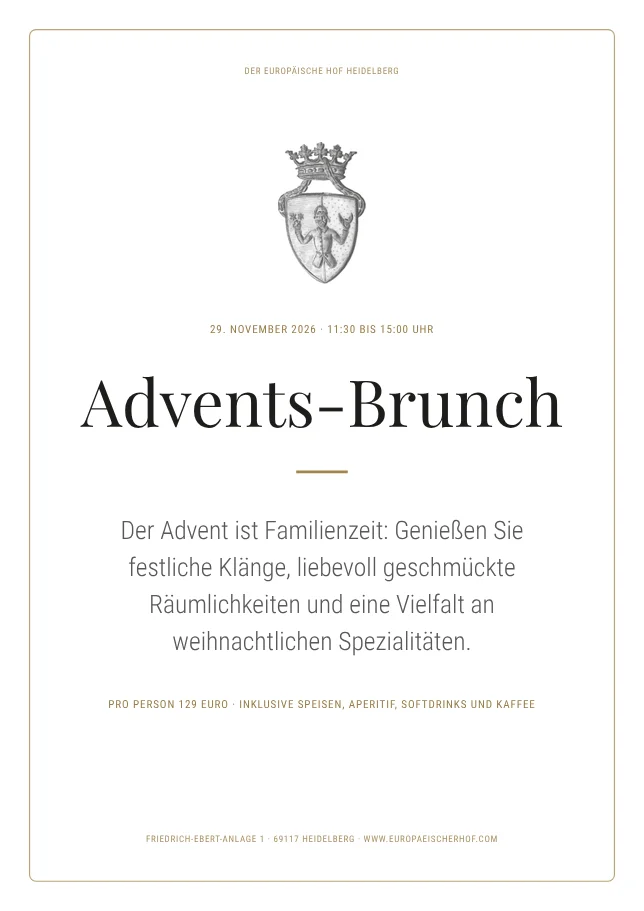 DER EUROPÄISCHE HOF HEIDELBERG
29. NOVEMBER 2026 · 11:30 BIS 15:00 UHR
Advents-Brunch
Der Advent ist Familienzeit: Genießen Sie
festliche Klänge, liebevoll geschmückte
Räumlichkeiten und eine Vielfalt an
weihnachtlichen Spezialitäten.
PRO PERSON 129 EURO · INKLUSIVE SPEISEN, APERITIF, SOFTDRINKS UND KAFFEE
FRIEDRICH-EBERT-ANLAGE 1 · 69117 HEIDELBERG · WWW.EUROPAEISCHERHOF.COM